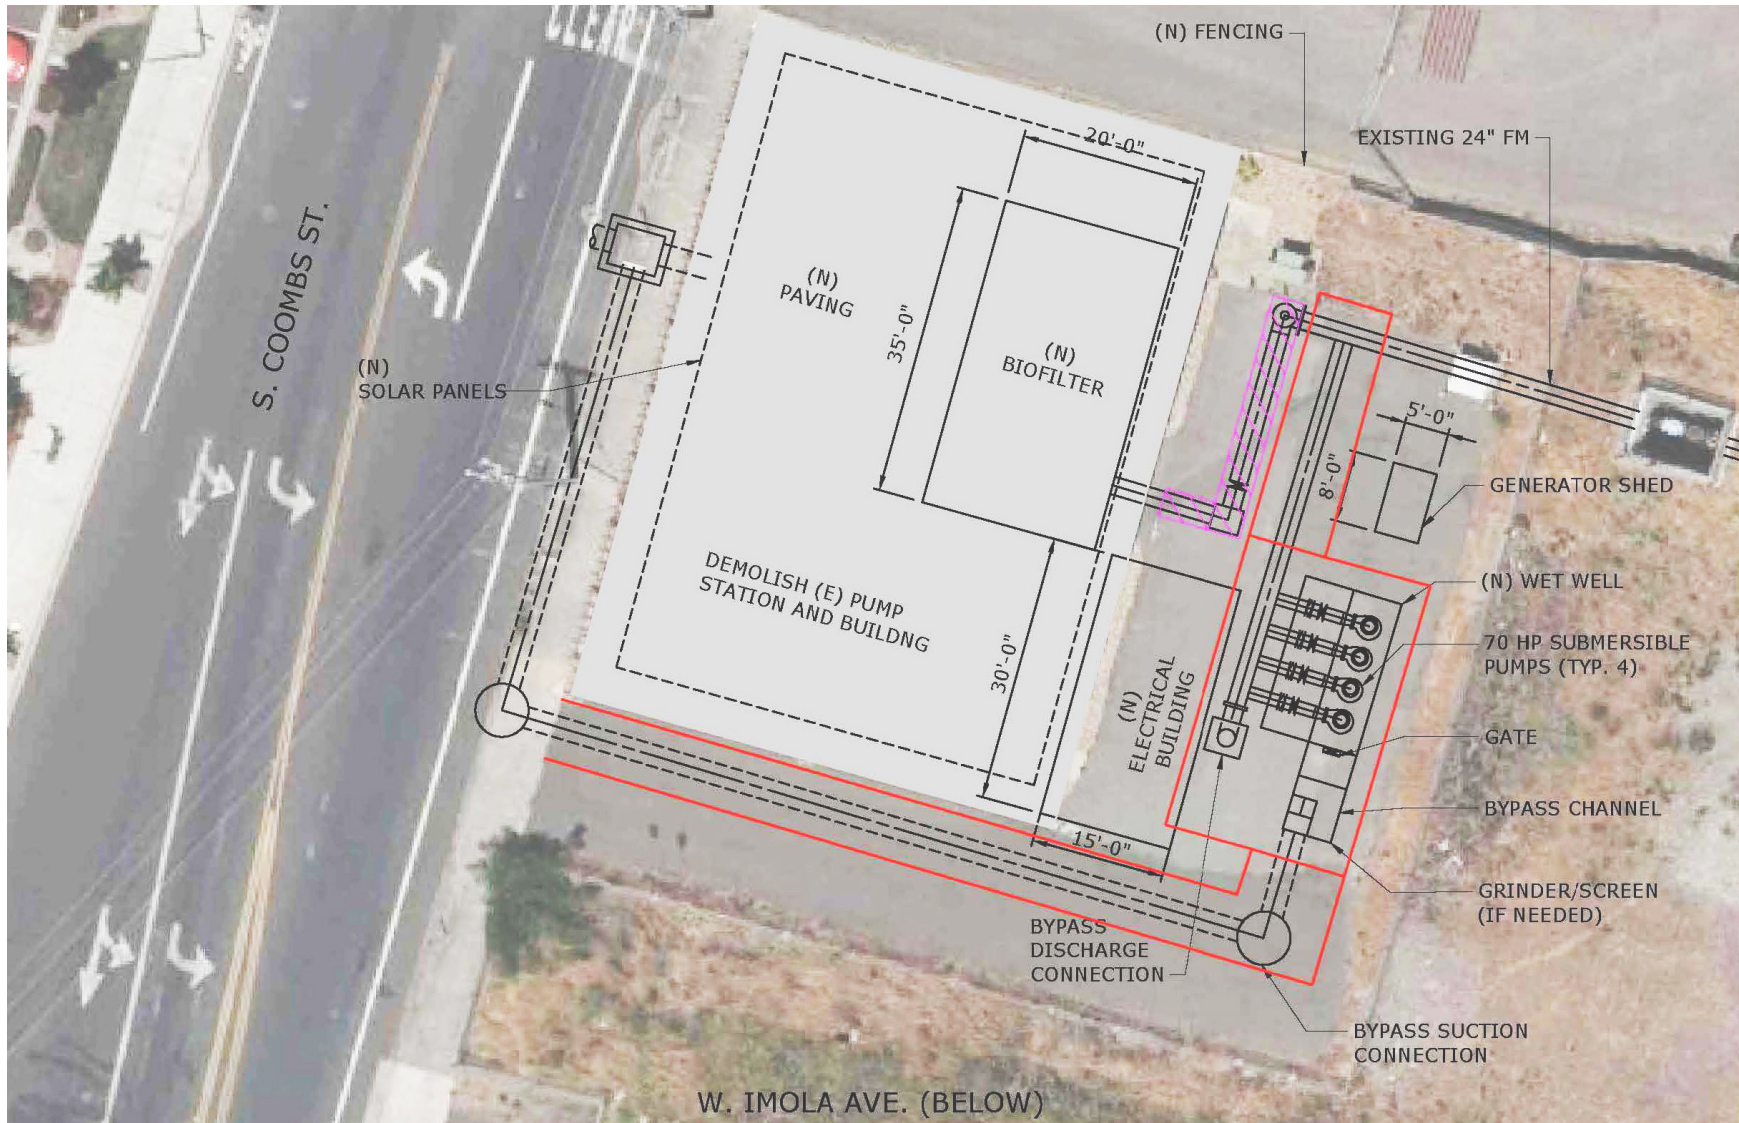 CLEAR
(N) FENCING
EXISTING 24" FM
20'-0"
S. COOMBS ST.
(N)
PAVING
35'-0"
(N)
BIOFILTER
(N)
SOLAR PANELS
5'-0"
8'-0"
GENERATOR SHED
DEMOLISH (E) PUMP
STATION AND BUILDNG
30'-0"
(N) WET WELL
70 HP SUBMERSIBLE
PUMPS (TYP. 4)
(N)
ELECTRICAL
BUILDING
GATE
BYPASS CHANNEL
15'-0"
GRINDER/SCREEN
(IF NEEDED)
BYPASS
DISCHARGE
CONNECTION
BYPASS SUCTION
CONNECTION
W. IMOLA AVE. (BELOW)